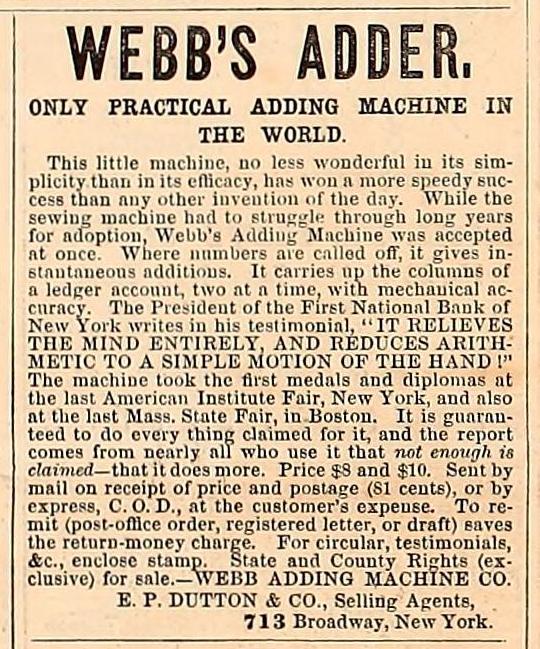 WEBB'S ADDER.
ONLY PRACTICAL ADDING MACHINE IN
THE WORLD.
This little machine, no less wonderful in its sim-
plicity than in its efficacy, has won a more speedy suc-
cess than any other invention of the day. While the
sewing machine had to struggle through long years
for adoption, Webb's Adding Machine was accepted
at once. Where numbers are called off, it gives in-
stantaneous additions. It carries up the columns of
a ledger account, two at a time, with mechanical ac-
curacy. The President of the First National Bank of
New York writes in his testimonial, "IT RELIEVES
THE MIND ENTIRELY, AND REDUCES ARITH-
METIC TO A SIMPLE MOTION OF THE HAND!"
The machine took the first medals and diplomas at
the last American Institute Fair, New York, and also
at the last Mass. State Fair, in Boston. It is guaran-
teed to do every thing claimed for it, and the report
comes from nearly all who use it that not enough is
claimed—that it does more. Price $8 and $10. Sent by
mail on receipt of price and postage (81 cents), or by
express, C. O. D., at the customer's expense. To re-
mit (post-office order, registered letter, or draft) saves
the return-money charge. For circular, testimonials,
&c., enclose stamp. State and County Rights (ex-
clusive) for sale.—WEBB ADDING MACHINE CO.
E. P. DUTTON & CO., Selling Agents,
713 Broadway, New York.